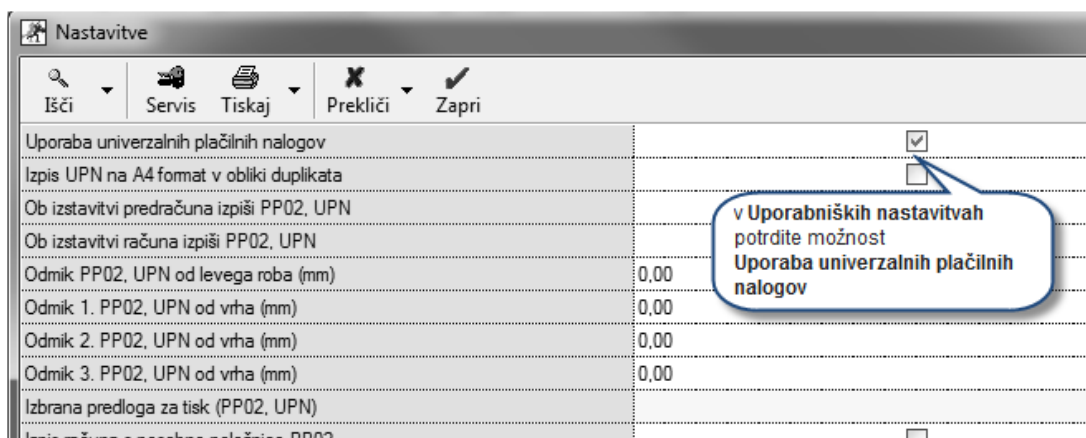 Nastavitve
Išči
Servis
Tiskaj
Prekliči
Zapri
Uporaba univerzalnih plačilnih nalogov
Izpis UPN na A4 format v obliki duplikata
Ob izstavitvi predračuna izpiši PP02, UPN
Ob izstavitvi računa izpiši PP02, UPN
Odmik PP02, UPN od levega roba (mm) 0,00
Odmik 1. PP02, UPN od vrha (mm) 0,00
Odmik 2. PP02, UPN od vrha (mm) 0,00
Odmik 3. PP02, UPN od vrha (mm) 0,00
Izbrana predloga za tisk (PP02, UPN)
v Uporabniških nastavitvah
potrdite možnost
Uporaba univerzalnih plačilnih
nalogov